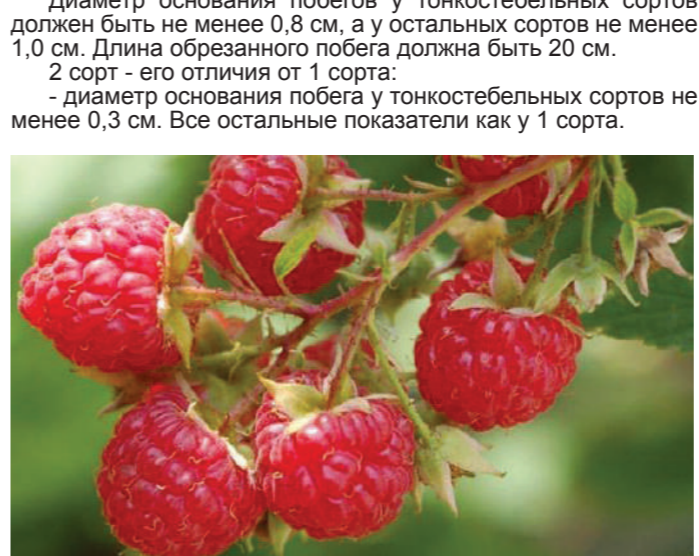 Диаметр основания побегов у тонкостебельных сортов
должен быть не менее 0,8 см, а у остальных сортов не менее
1,0 см. Длина обрезанного побега должна быть 20 см.
2 сорт - его отличия от 1 сорта:
- диаметр основания побега у тонкостебельных сортов не
менее 0,3 см. Все остальные показатели как у 1 сорта.